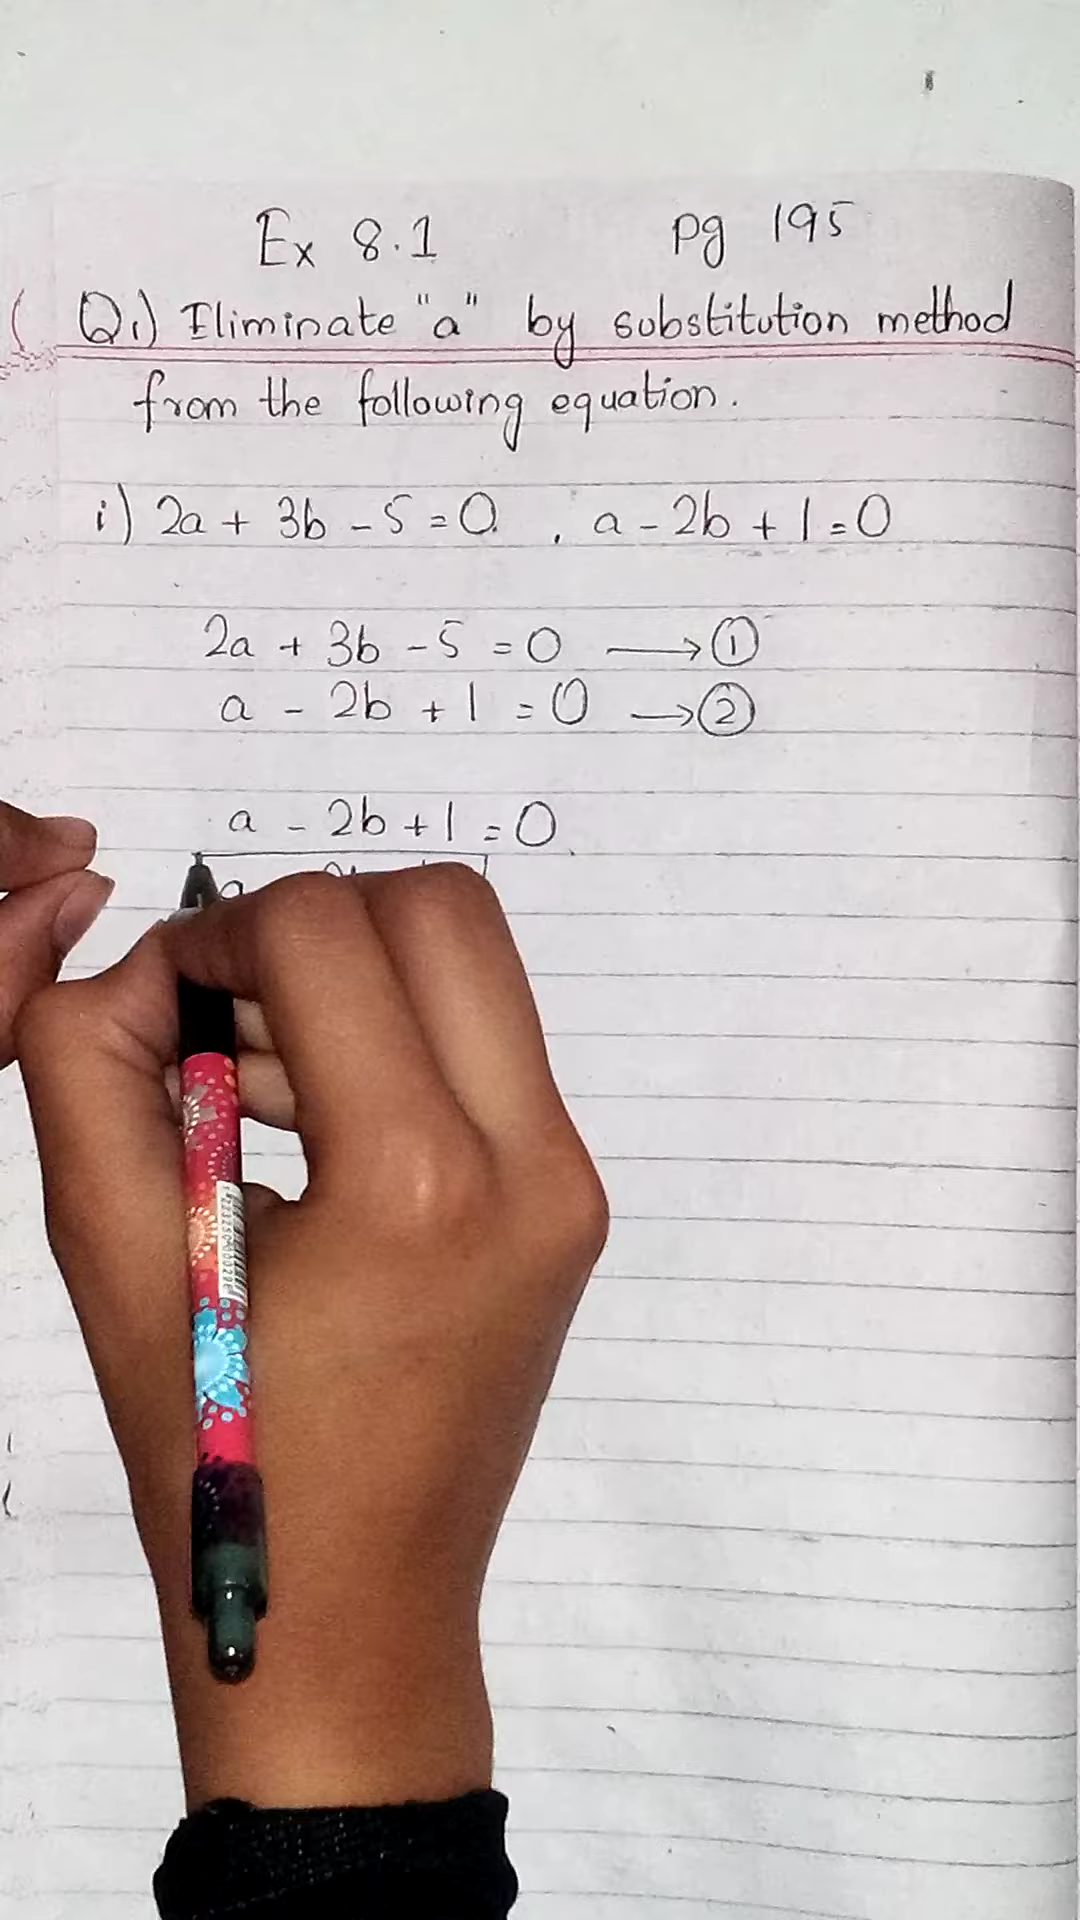 Ex 8.1 pg 195
Q1) Eliminate "a" by substitution method
from the following equation.
i) 2a + 3b - 5 = 0 , a - 2b + 1 = 0
2a + 3b - 5 = 0 → ①
a - 2b + 1 = 0 → ②
a - 2b + 1 = 0
a